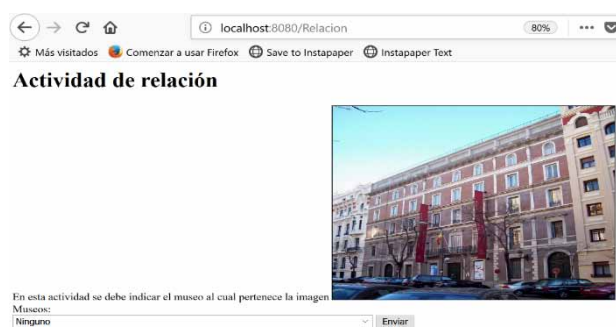 localhost:8080/Relacion
80%
Más visitados Comenzar a usar Firefox Save to Instapaper Instapaper Text
Actividad de relación
En esta actividad se debe indicar el museo al cual pertenece la imagen
Museos:
Ninguno Enviar